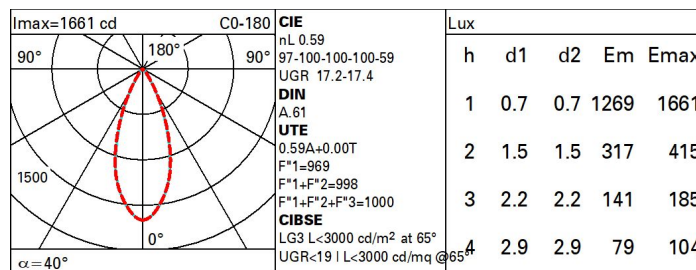 Imax=1661 cd C0-180
90° 180° 90°
1500
0°
α=40°
CIE
nL 0.59
97-100-100-100-59
UGR 17.2-17.4
DIN
A.61
UTE
0.59A+0.00T
F"1=969
F"1+F"2=998
F"1+F"2+F"3=1000
CIBSE
LG3 L<3000 cd/m² at 65°
UGR<19 | L<3000 cd/mq @65°
Lux
h d1 d2 Em Emax
1 0.7 0.7 1269 1661
2 1.5 1.5 317 415
3 2.2 2.2 141 185
4 2.9 2.9 79 104